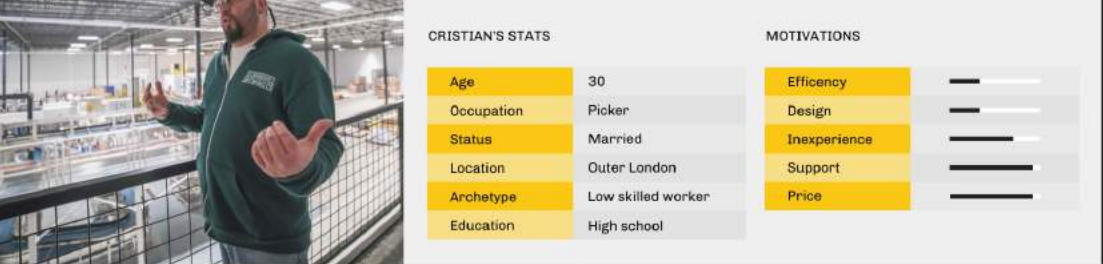 CRISTIAN'S STATS
Age 30
Occupation Picker
Status Married
Location Outer London
Archetype Low skilled worker
Education High school
MOTIVATIONS
Efficency
Design
Inexperience
Support
Price